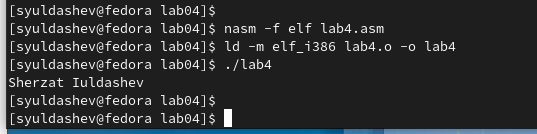 [syuldashev@fedora lab04]$
[syuldashev@fedora lab04]$ nasm -f elf lab4.asm
[syuldashev@fedora lab04]$ ld -m elf_i386 lab4.o -o lab4
[syuldashev@fedora lab04]$ ./lab4
Sherzat Iuldashev
[syuldashev@fedora lab04]$
[syuldashev@fedora lab04]$